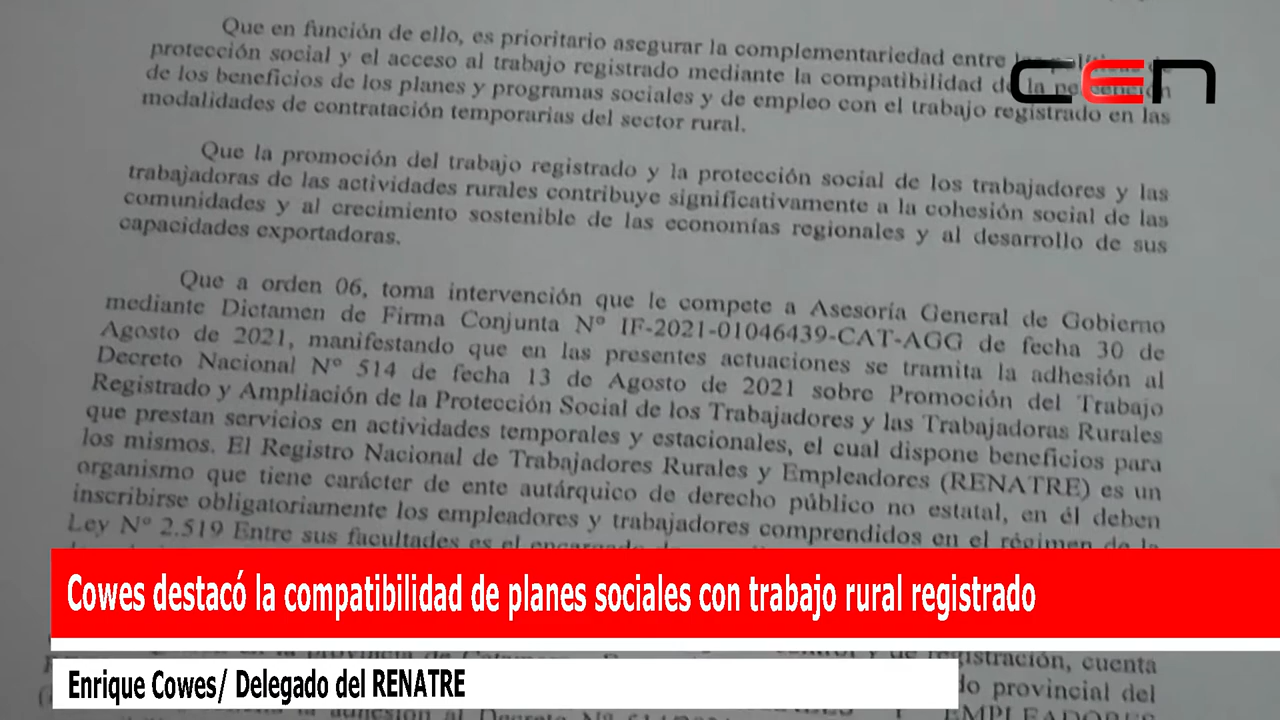 Que en función de ello, es prioritario asegurar la complementariedad entre las políticas de
protección social y el acceso al trabajo registrado mediante la compatibilidad de la percepción
de los beneficios de los planes y programas sociales y de empleo con el trabajo registrado en las
modalidades de contratación temporarias del sector rural.
CEN
Que la promoción del trabajo registrado y la protección social de los trabajadores y las
trabajadoras de las actividades rurales contribuye significativamente a la cohesión social de las
comunidades y al crecimiento sostenible de las economías regionales y al desarrollo de sus
capacidades exportadoras.
Que a orden 06, toma intervención que le compete a Asesoría General de Gobierno
mediante Dictamen de Firma Conjunta Nº IF-2021-01046439-CAT-AGG de fecha 30 de
Agosto de 2021, manifestando que en las presentes actuaciones se tramita la adhesión al
Decreto Nacional Nº 514 de fecha 13 de Agosto de 2021 sobre Promoción del Trabajo
Registrado y Ampliación de la Protección Social de los Trabajadores y las Trabajadoras Rurales
que prestan servicios en actividades temporales y estacionales, el cual dispone beneficios para
los mismos. El Registro Nacional de Trabajadores Rurales y Empleadores (RENATRE) es un
organismo que tiene carácter de ente autárquico de derecho público no estatal, en él deben
inscribirse obligatoriamente los empleadores y trabajadores comprendidos en el régimen de la
Ley Nº 2.519 Entre sus facultades es el
Cowes destacó la compatibilidad de planes sociales con trabajo rural registrado
registración, cuenta
Enrique Cowes/ Delegado del RENATRE
provincial del